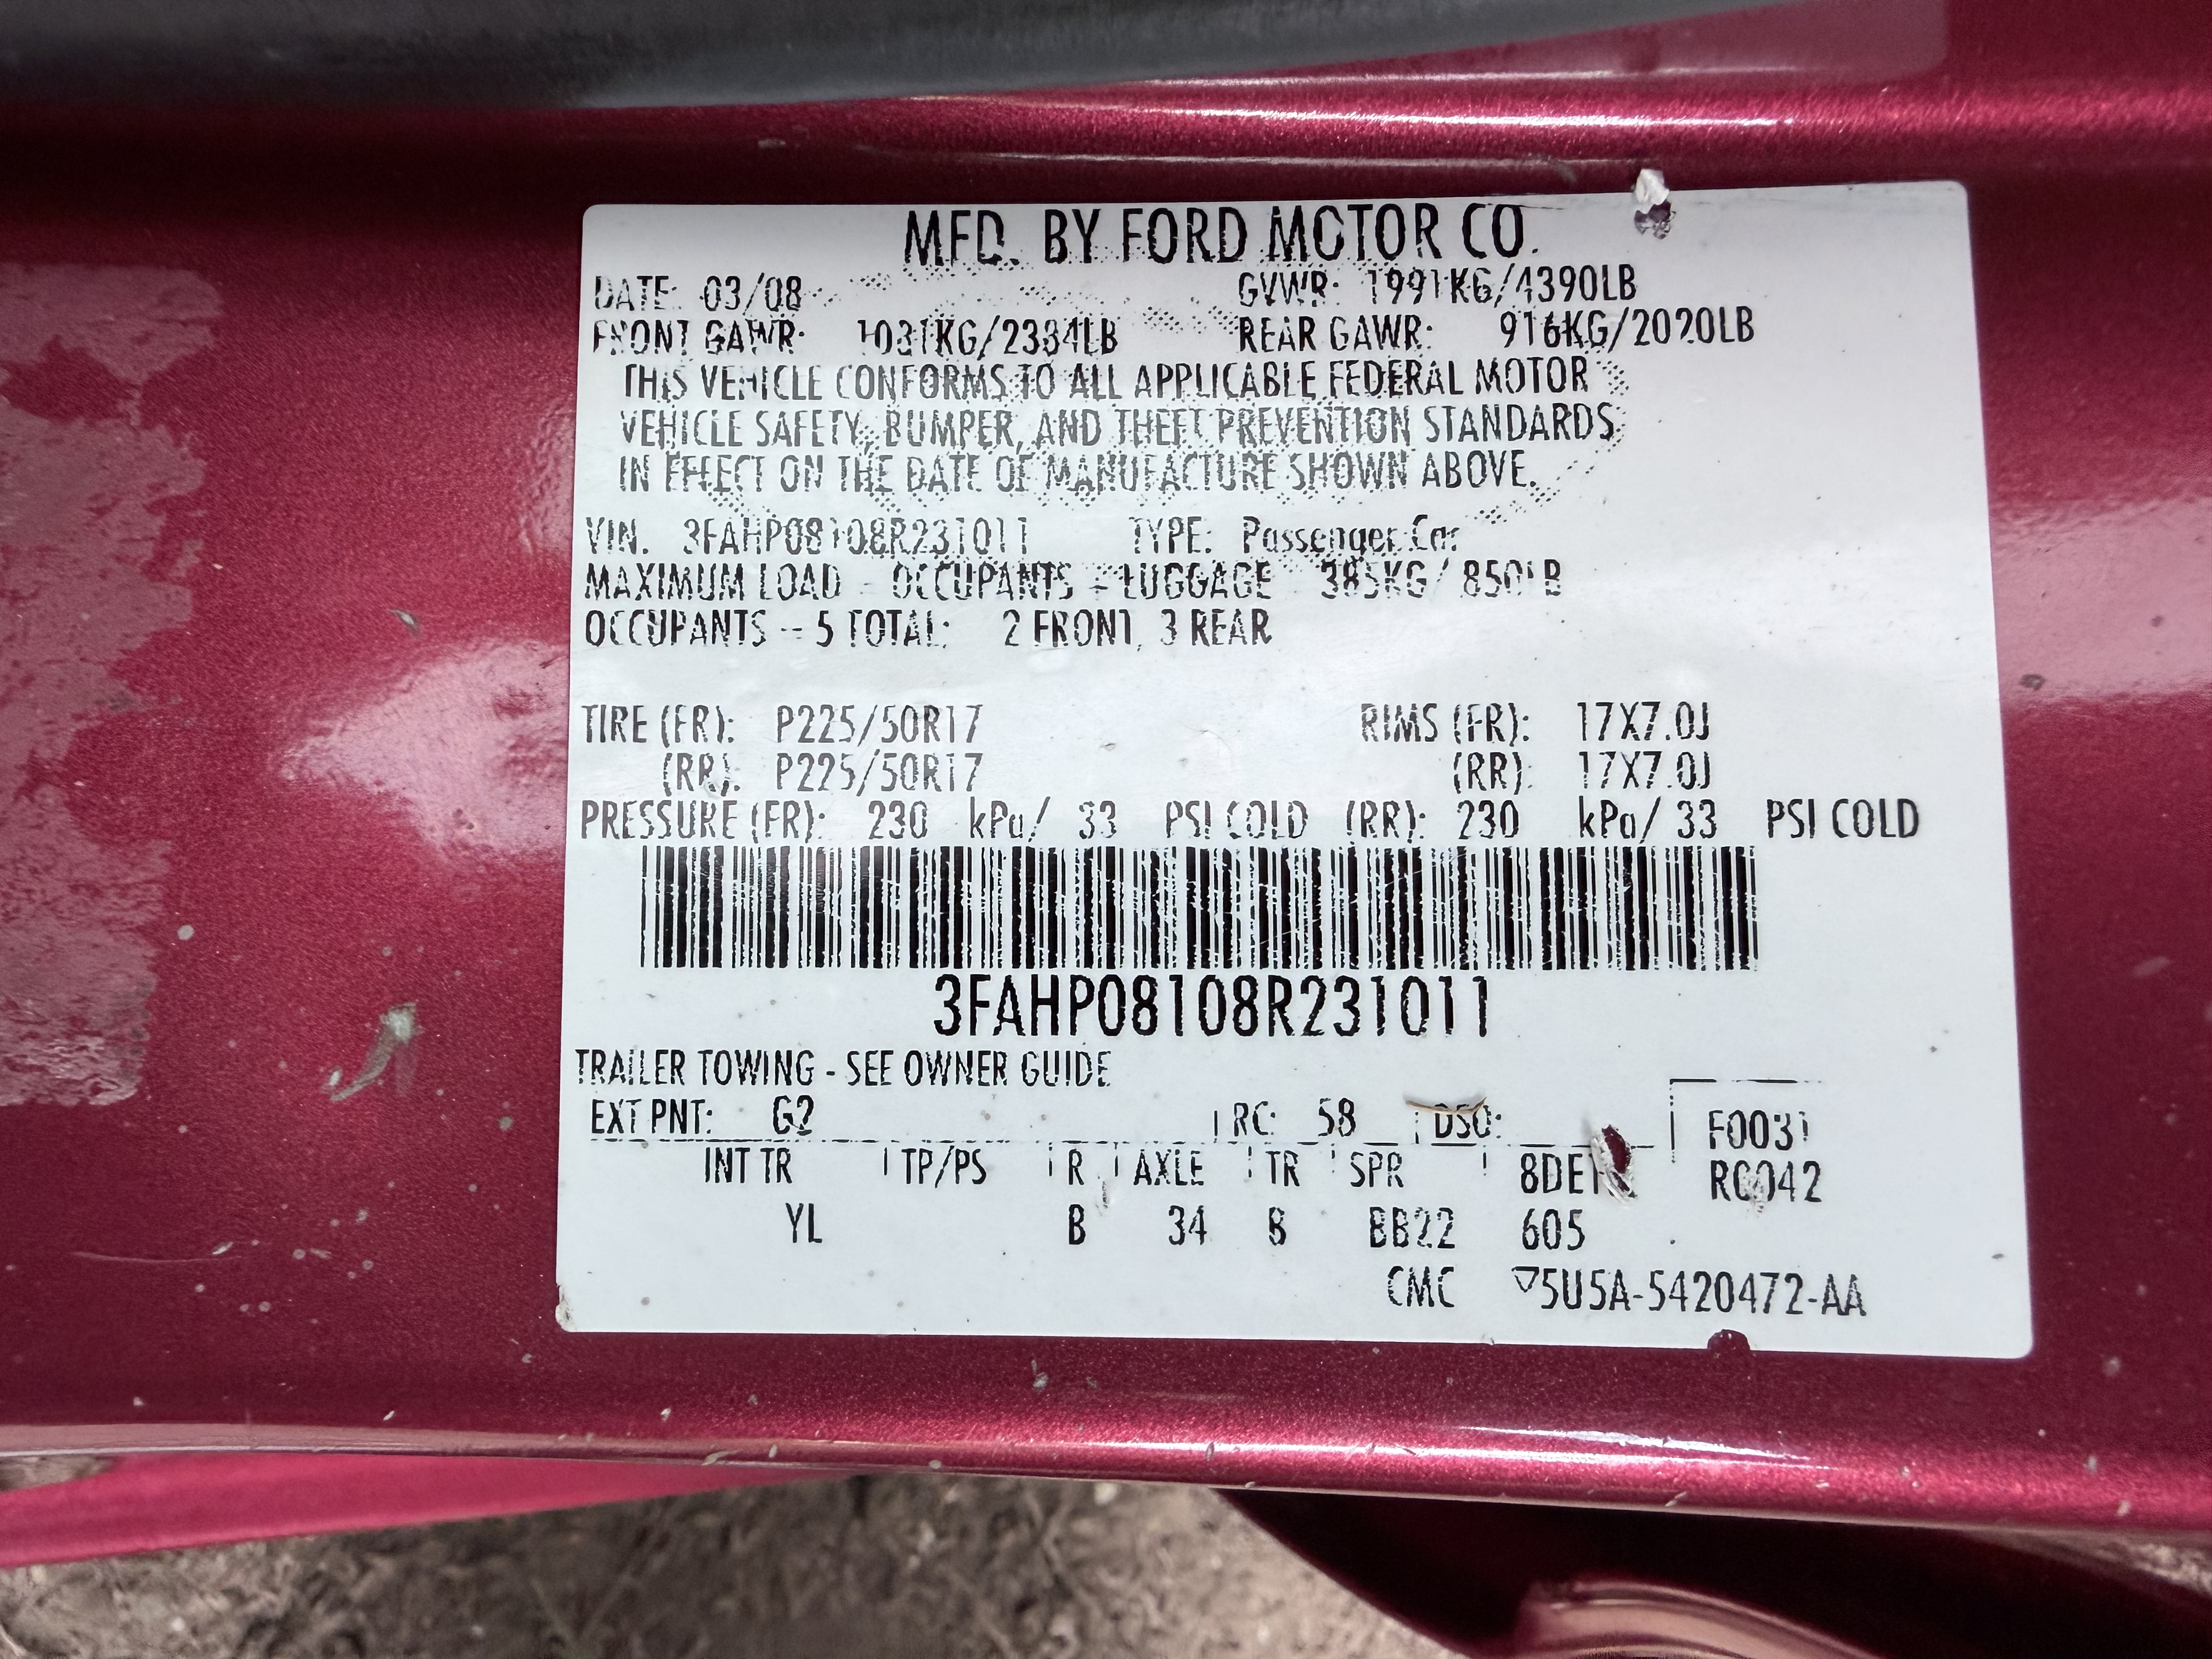 MFD. BY FORD MOTOR CO.
DATE: 03/08 GVWR: 1991KG/4390LB
FRONT GAWR: 1081KG/2384LB REAR GAWR: 916KG/2020LB
THIS VEHICLE CONFORMS TO ALL APPLICABLE FEDERAL MOTOR
VEHICLE SAFETY, BUMPER, AND THEFT PREVENTION STANDARDS
IN EFFECT ON THE DATE OF MANUFACTURE SHOWN ABOVE.
VIN: 3FAHP08108R231011 TYPE: Passenger Car
MAXIMUM LOAD - OCCUPANTS + LUGGAGE 385KG/ 850LB
OCCUPANTS -- 5 TOTAL: 2 FRONT, 3 REAR
TIRE (FR): P225/50R17 RIMS (FR): 17X7.0J
(RR): P225/50R17 (RR): 17X7.0J
PRESSURE (FR): 230 kPa/ 33 PSI COLD (RR): 230 kPa/ 33 PSI COLD
3FAHP08108R231011
TRAILER TOWING - SEE OWNER GUIDE
EXT PNT: G2 RC: 58 DSO: F0031
INT TR TP/PS R AXLE TR SPR R0042
YL B 34 B BB22 605
CMC ▽5U5A-5420472-AA